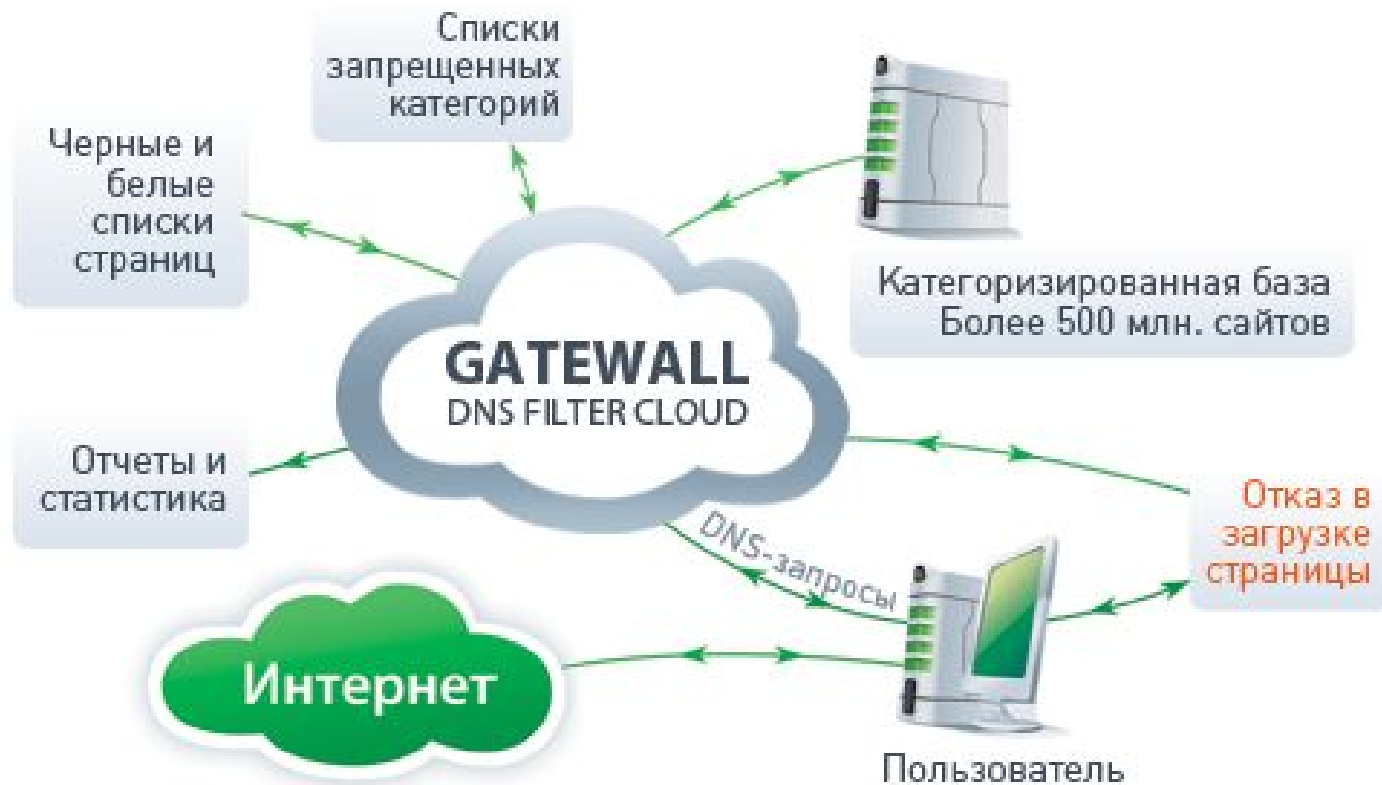 Списки
запрещенных
категорий
Черные и
белые
списки
страниц
Категоризированная база
Более 500 млн. сайтов
GATEWALL
DNS FILTER CLOUD
Отчеты и
статистика
Отказ в
загрузке
страницы
DNS-запросы
Интернет
Пользователь